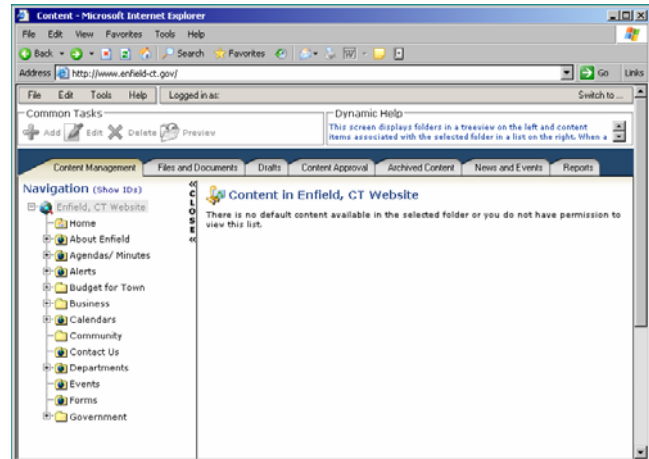 Content - Microsoft Internet Explorer
File Edit View Favorites Tools Help
Back Search Favorites
Address http://www.enfield-ct.gov/ Go Links
File Edit Tools Help Logged in as: Switch to ...
Common Tasks
Add Edit Delete Preview
Dynamic Help
This screen displays folders in a treeview on the left and content
items associated with the selected folder in a list on the right. When a
Content Management Files and Documents Drafts Content Approval Archived Content News and Events Reports
Navigation (Show IDs)
« CLOSE «
Enfield, CT Website
Home
About Enfield
Agendas/ Minutes
Alerts
Budget for Town
Business
Calendars
Community
Contact Us
Departments
Events
Forms
Government
Content in Enfield, CT Website
There is no default content available in the selected folder or you do not have permission to
view this list.